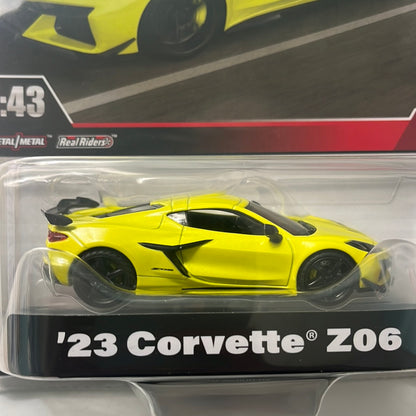 :43
METAL/METAL Real Riders
'23 Corvette® Z06